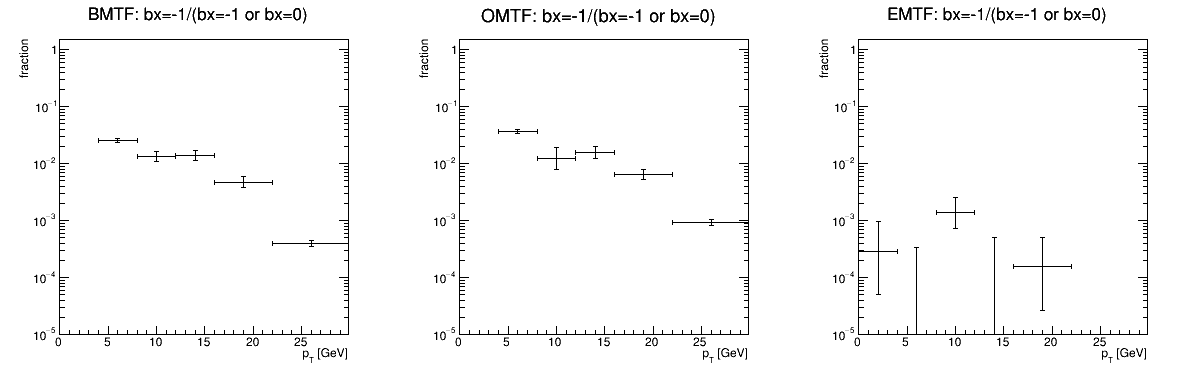 BMTF: bx=-1/(bx=-1 or bx=0)
fraction
1
10⁻¹
10⁻²
10⁻³
10⁻⁴
10⁻⁵
0 5 10 15 20 25
p_T [GeV]
OMTF: bx=-1/(bx=-1 or bx=0)
fraction
1
10⁻¹
10⁻²
10⁻³
10⁻⁴
10⁻⁵
0 5 10 15 20 25
p_T [GeV]
EMTF: bx=-1/(bx=-1 or bx=0)
fraction
1
10⁻¹
10⁻²
10⁻³
10⁻⁴
10⁻⁵
0 5 10 15 20 25
p_T [GeV]